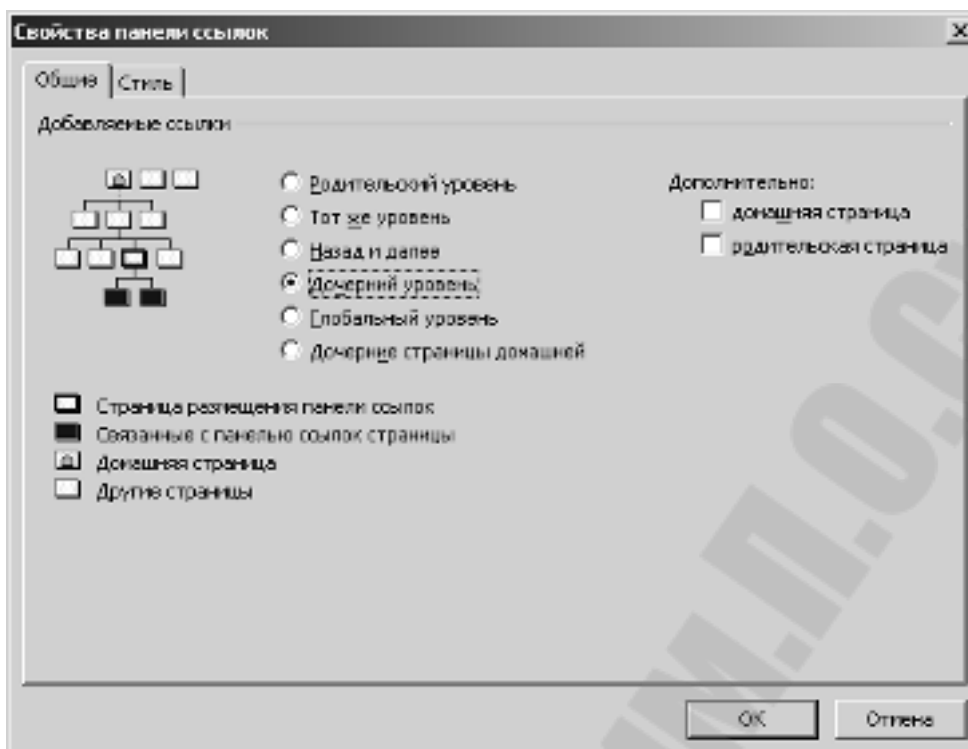 Свойства панели ссылок
Общие
Стиль
Добавляемые ссылки
Родительский уровень
Тот же уровень
Назад и далее
Дочерний уровень
Глобальный уровень
Дочерние страницы домашней
Дополнительно:
домашняя страница
родительская страница
Страница размещения панели ссылок
Связанные с панелью ссылок страницы
Домашняя страница
Другие страницы
OK
Отмена